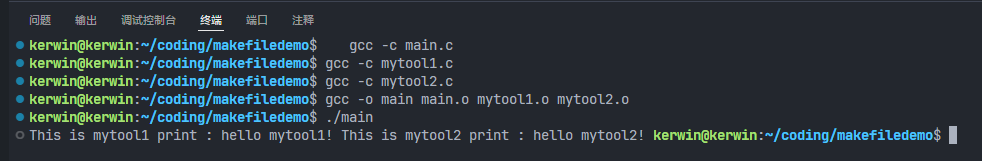 问题 输出 调试控制台 终端 端口 注释
kerwin@kerwin:~/coding/makefiledemo$    gcc -c main.c
kerwin@kerwin:~/coding/makefiledemo$ gcc -c mytool1.c
kerwin@kerwin:~/coding/makefiledemo$ gcc -c mytool2.c
kerwin@kerwin:~/coding/makefiledemo$ gcc -o main main.o mytool1.o mytool2.o
kerwin@kerwin:~/coding/makefiledemo$ ./main
This is mytool1 print : hello mytool1! This is mytool2 print : hello mytool2! kerwin@kerwin:~/coding/makefiledemo$